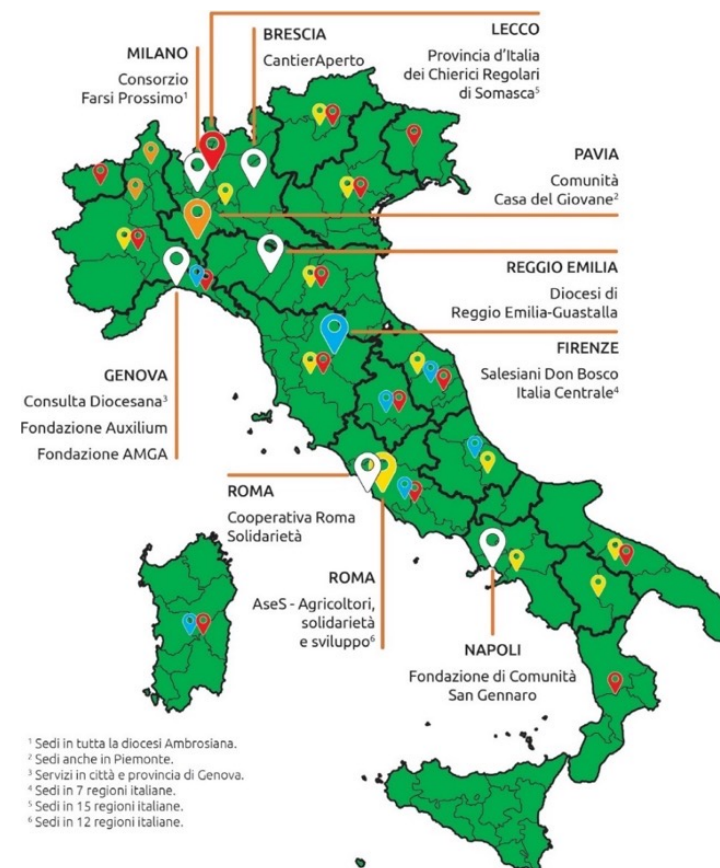 LECCO
Provincia d'Italia
dei Chierici Regolari
di Somasca⁵
BRESCIA
CantierAperto
MILANO
Consorzio
Farsi Prossimo¹
PAVIA
Comunità
Casa del Giovane²
REGGIO EMILIA
Diocesi di
Reggio Emilia-Guastalla
FIRENZE
Salesiani Don Bosco
Italia Centrale⁴
GENOVA
Consulta Diocesana³
Fondazione Auxilium
Fondazione AMGA
ROMA
Cooperativa Roma
Solidarietà
ROMA
AseS - Agricoltori,
solidarietà
e sviluppo⁶
NAPOLI
Fondazione di Comunità
San Gennaro
¹ Sedi in tutta la diocesi Ambrosiana.
² Sedi anche in Piemonte.
³ Servizi in città e provincia di Genova.
⁴ Sedi in 7 regioni italiane.
⁵ Sedi in 15 regioni italiane.
⁶ Sedi in 12 regioni italiane.